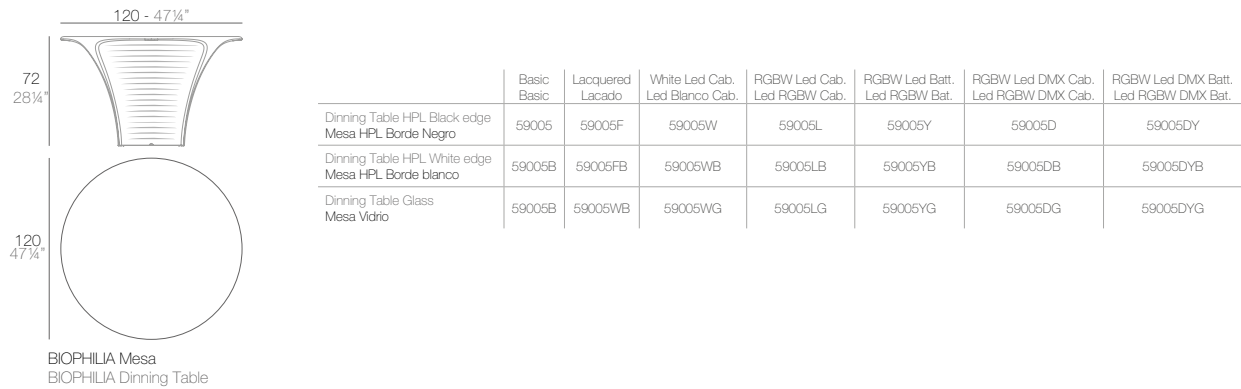 120 - 47¼"
72
28¼"
Basic Lacquered White Led Cab. RGBW Led Cab. RGBW Led Batt. RGBW Led DMX Cab. RGBW Led DMX Batt.
Basic Lacado Led Blanco Cab. Led RGBW Cab. Led RGBW Bat. Led RGBW DMX Cab. Led RGBW DMX Bat.
Dinning Table HPL Black edge
Mesa HPL Borde Negro
59005 59005F 59005W 59005L 59005Y 59005D 59005DY
Dinning Table HPL White edge
Mesa HPL Borde blanco
59005B 59005FB 59005WB 59005LB 59005YB 59005DB 59005DYB
Dinning Table Glass
Mesa Vidrio
59005B 59005WB 59005WG 59005LG 59005YG 59005DG 59005DYG
120
47¼"
BIOPHILIA Mesa
BIOPHILIA Dinning Table